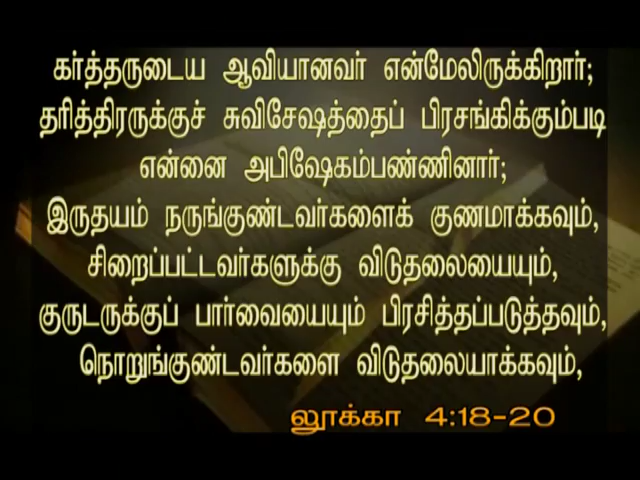 கர்த்தருடைய ஆவியானவர் என்மேலிருக்கிறார்;
தரித்திரருக்குச் சுவிசேஷத்தைப் பிரசங்கிக்கும்படி
என்னை அபிஷேகம்பண்ணினார்;
இருதயம் நருங்குண்டவர்களைக் குணமாக்கவும்,
சிறைப்பட்டவர்களுக்கு விடுதலையையும்,
குருடருக்குப் பார்வையையும் பிரசித்தப்படுத்தவும்,
நொறுங்குண்டவர்களை விடுதலையாக்கவும்,
லூக்கா 4:18-20